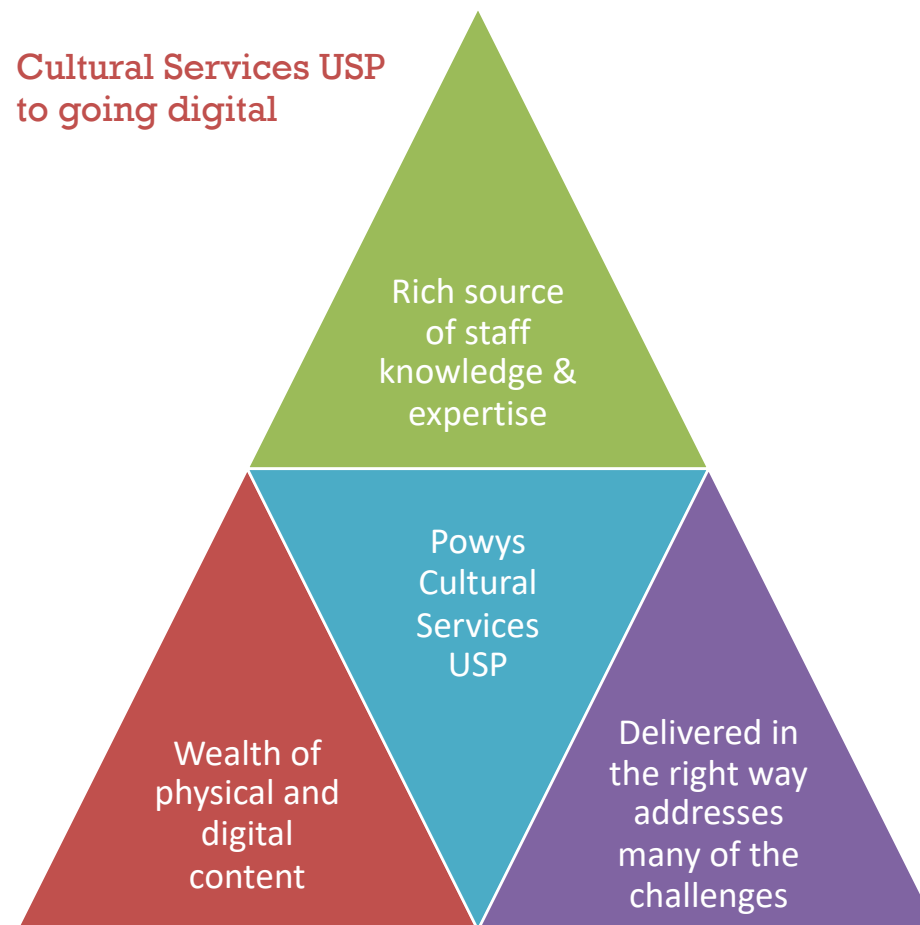 Cultural Services USP
to going digital
Rich source
of staff
knowledge &
expertise
Powys
Cultural
Services
USP
Wealth of
physical and
digital
content
Delivered in
the right way
addresses
many of the
challenges